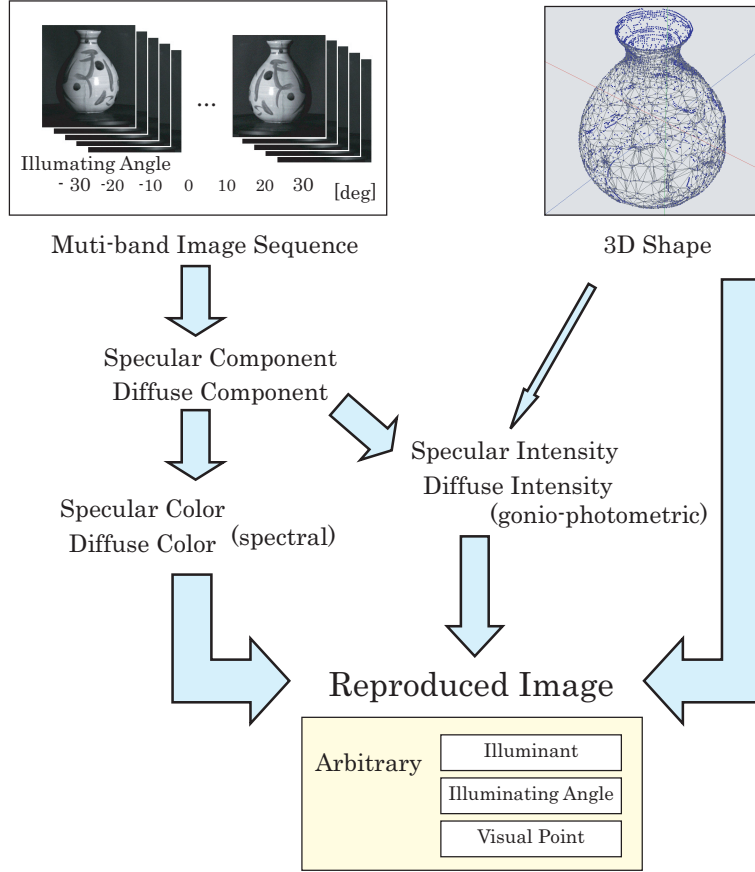 ...
Illumating Angle
- 30 -20 -10 0 10 20 30 [deg]
Muti-band Image Sequence
3D Shape
Specular Component
Diffuse Component
Specular Intensity
Diffuse Intensity
(gonio-photometric)
Specular Color
Diffuse Color (spectral)
Reproduced Image
Arbitrary
Illuminant
Illuminating Angle
Visual Point